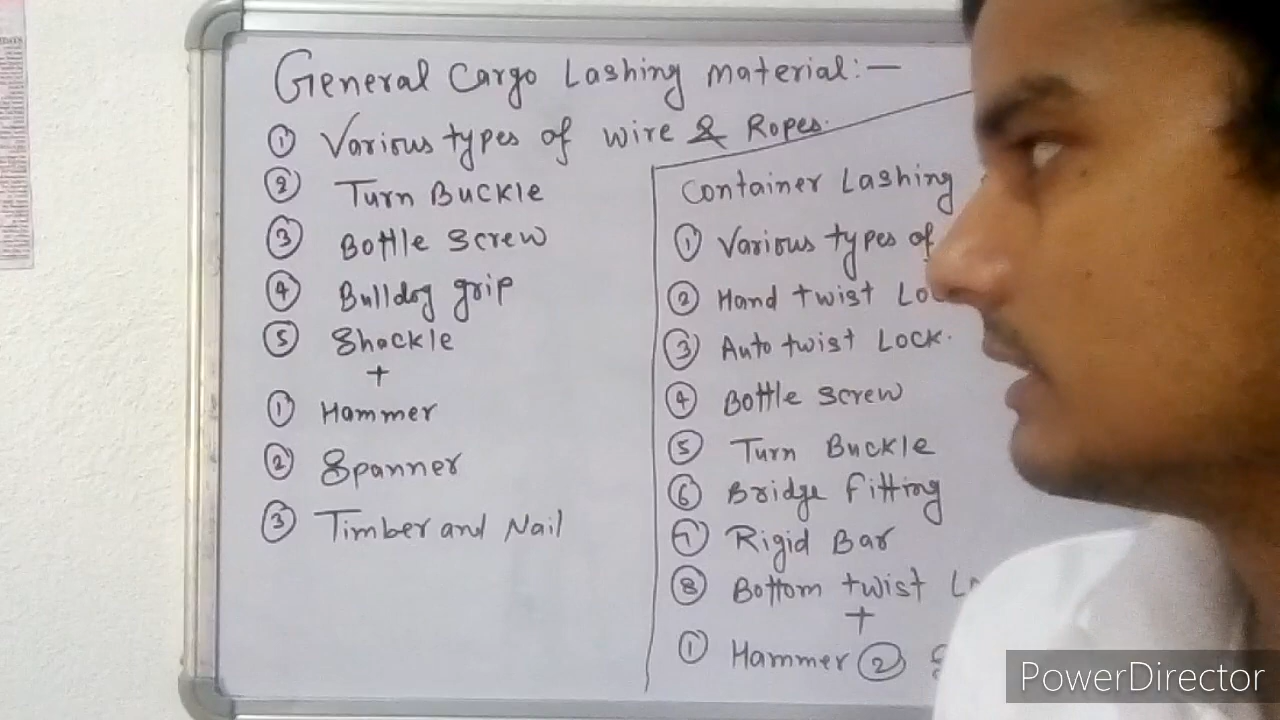 General Cargo Lashing material:—
① Various types of wire & Ropes.
② Turn Buckle
③ Bottle screw
④ Bulldog grip
⑤ Shackle
+
① Hammer
② Spanner
③ Timber and Nail
Container Lashing
① Various types of
② Hand twist
③ Auto twist Lock.
④ Bottle screw
⑤ Turn Buckle
⑥ Bridge fitting
⑦ Rigid Bar
⑧ Bottom twist
+
① Hammer ②
PowerDirector